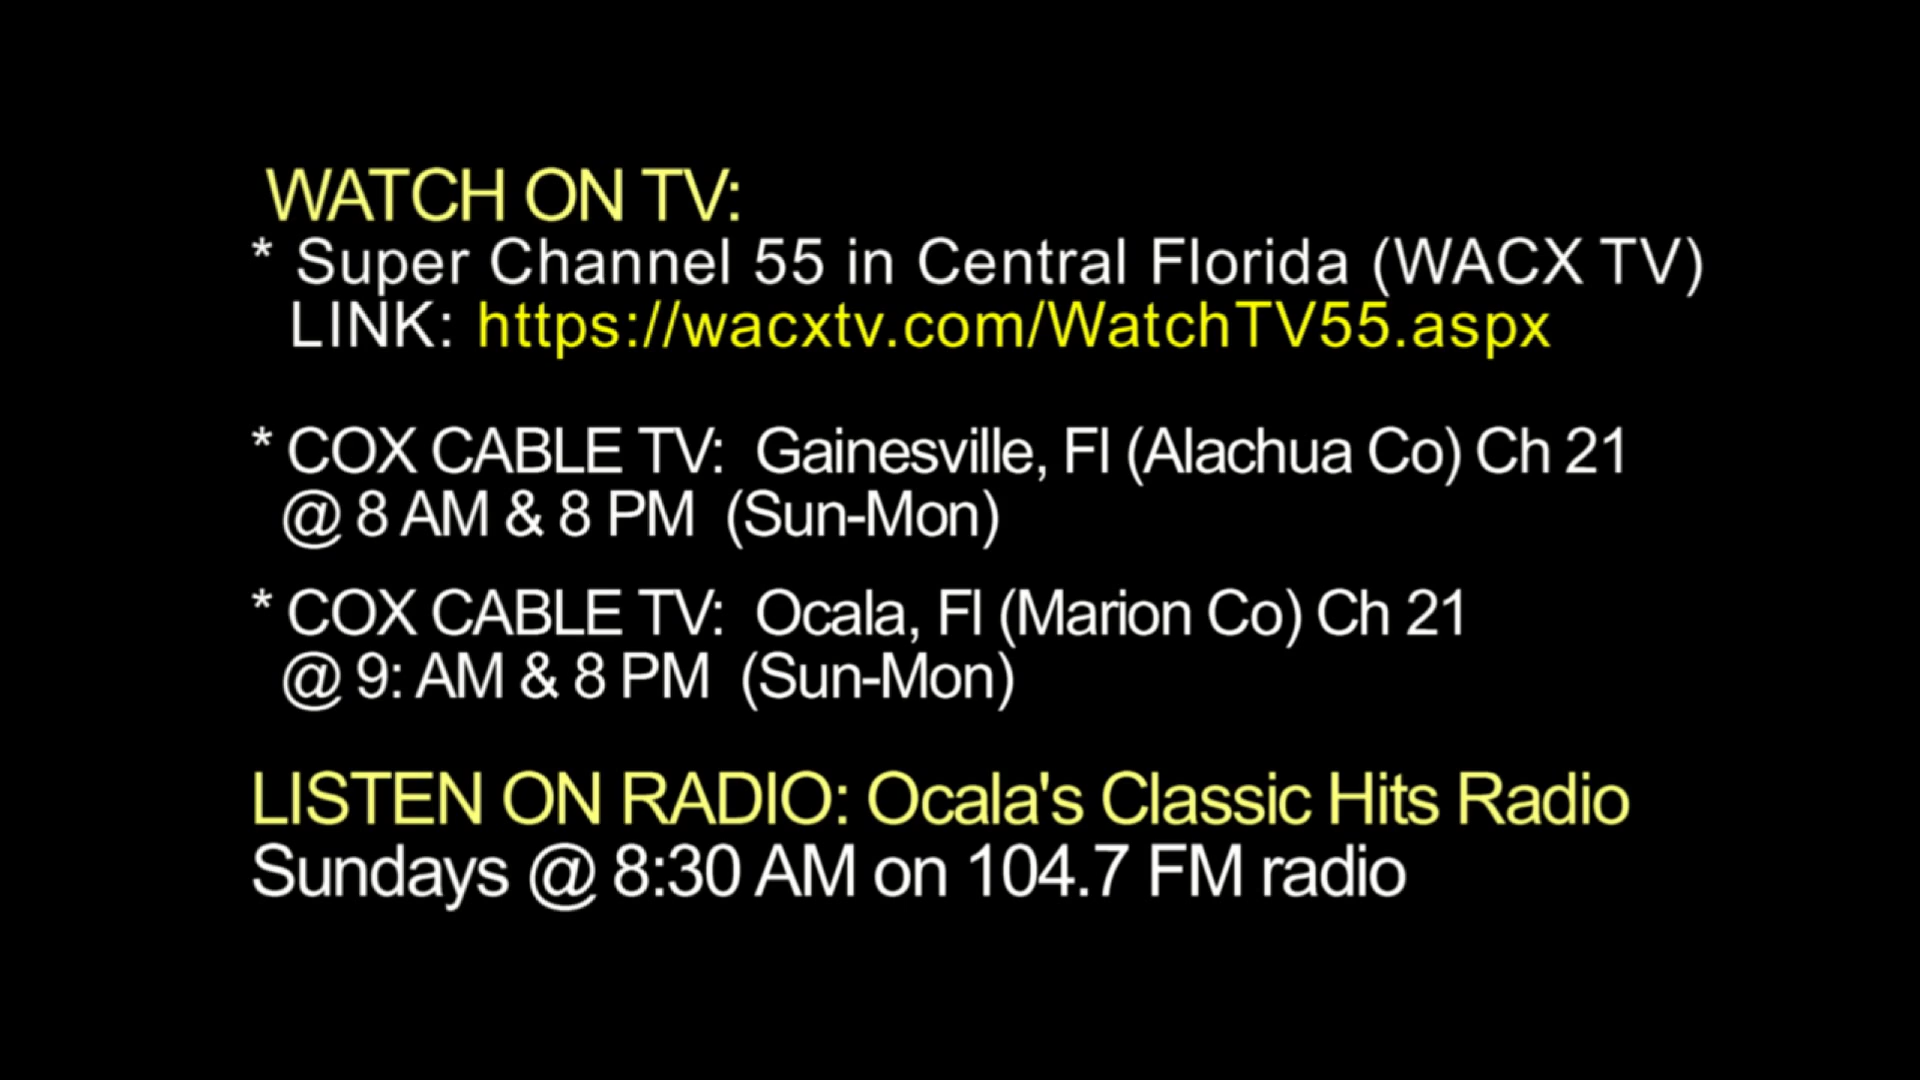 WATCH ON TV:
* Super Channel 55 in Central Florida (WACX TV)
LINK: https://wacxtv.com/WatchTV55.aspx
* COX CABLE TV: Gainesville, Fl (Alachua Co) Ch 21
@ 8 AM & 8 PM (Sun-Mon)
* COX CABLE TV: Ocala, Fl (Marion Co) Ch 21
@ 9: AM & 8 PM (Sun-Mon)
LISTEN ON RADIO: Ocala's Classic Hits Radio
Sundays @ 8:30 AM on 104.7 FM radio